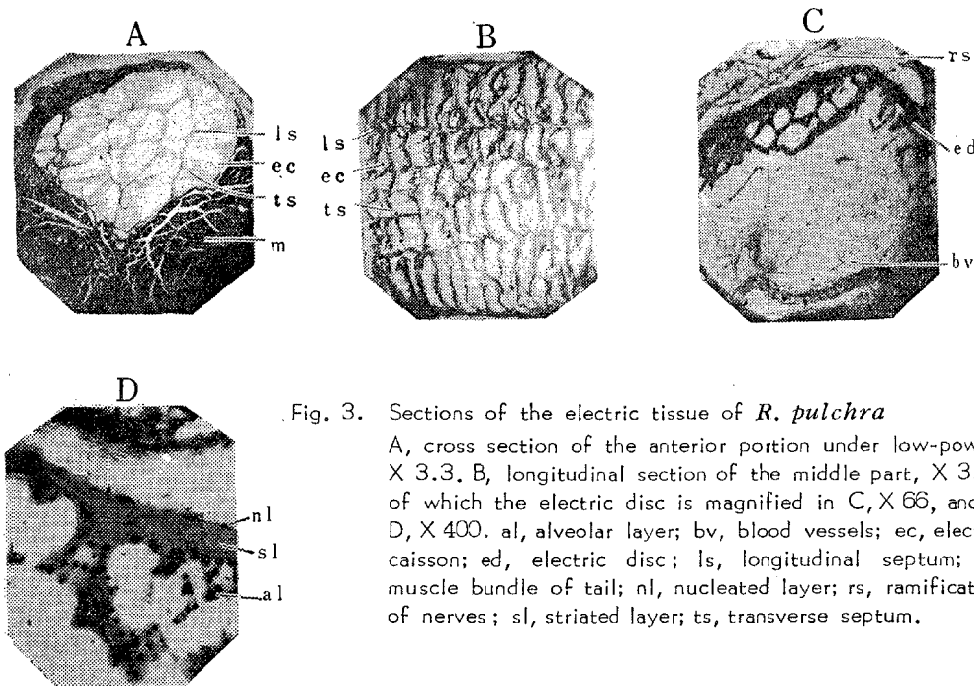 A
ls
ec
ts
m
B
ls
ec
ts
C
rs
ed
bv
D
nl
sl
al
Fig. 3. Sections of the electric tissue of R. pulchra
A, cross section of the anterior portion under low-pow
X 3.3. B, longitudinal section of the middle part, X 3
of which the electric disc is magnified in C, X 66, and
D, X 400. al, alveolar layer; bv, blood vessels; ec, elec
caisson; ed, electric disc; ls, longitudinal septum;
muscle bundle of tail; nl, nucleated layer; rs, ramificat
of nerves; sl, striated layer; ts, transverse septum.